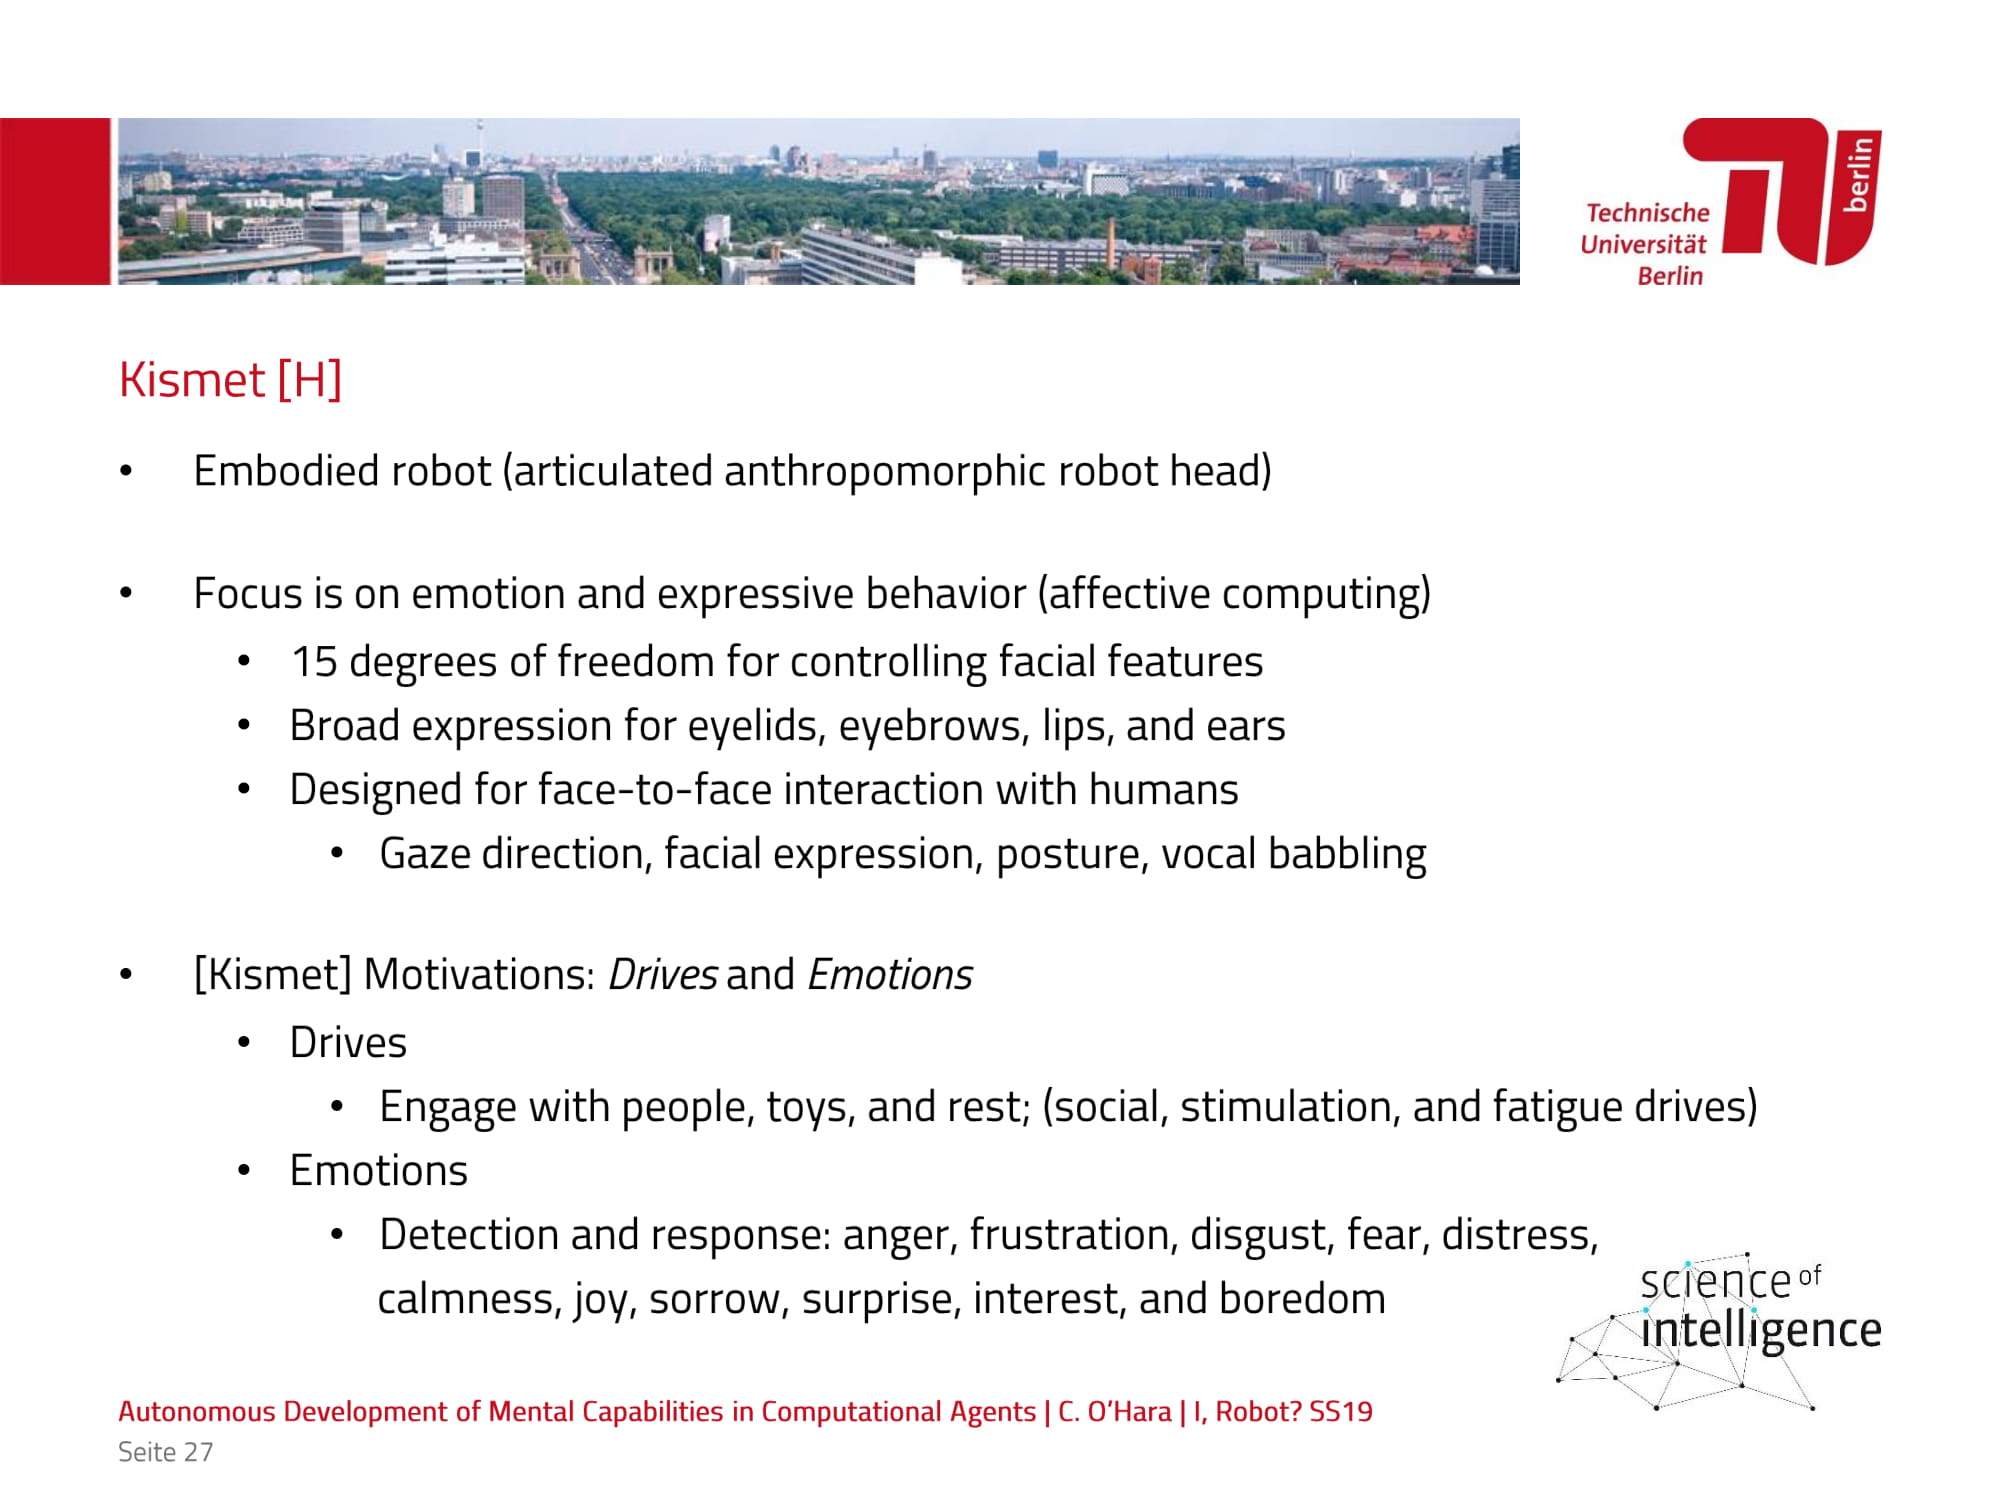 Technische
Universität
Berlin
berlin
Kismet [H]
• Embodied robot (articulated anthropomorphic robot head)
• Focus is on emotion and expressive behavior (affective computing)
• 15 degrees of freedom for controlling facial features
• Broad expression for eyelids, eyebrows, lips, and ears
• Designed for face-to-face interaction with humans
• Gaze direction, facial expression, posture, vocal babbling
• [Kismet] Motivations: Drives and Emotions
• Drives
• Engage with people, toys, and rest; (social, stimulation, and fatigue drives)
• Emotions
• Detection and response: anger, frustration, disgust, fear, distress,
calmness, joy, sorrow, surprise, interest, and boredom
science of
intelligence
Autonomous Development of Mental Capabilities in Computational Agents | C. O’Hara | I, Robot? SS19
Seite 27